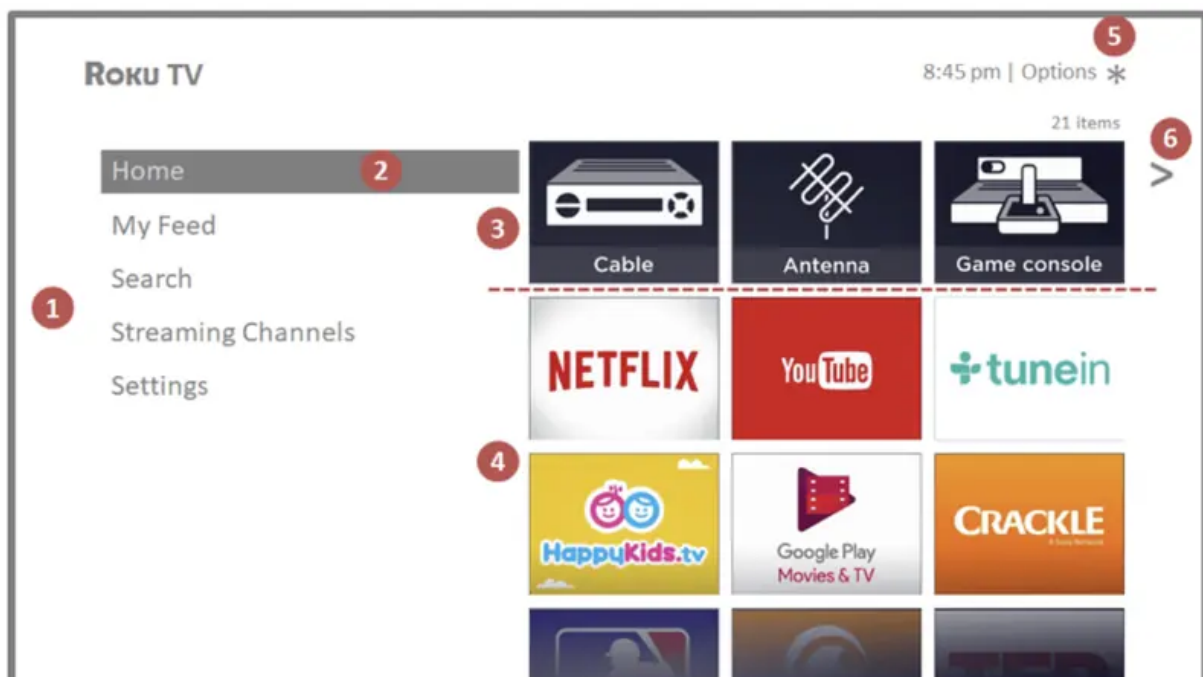 5
ROKU TV
8:45 pm | Options *
21 items
6
>
Home
2
My Feed
Search
1
Streaming Channels
Settings
3
Cable
Antenna
Game console
NETFLIX
YouTube
tunein
4
HappyKids.tv
Google Play
Movies & TV
CRACKLE